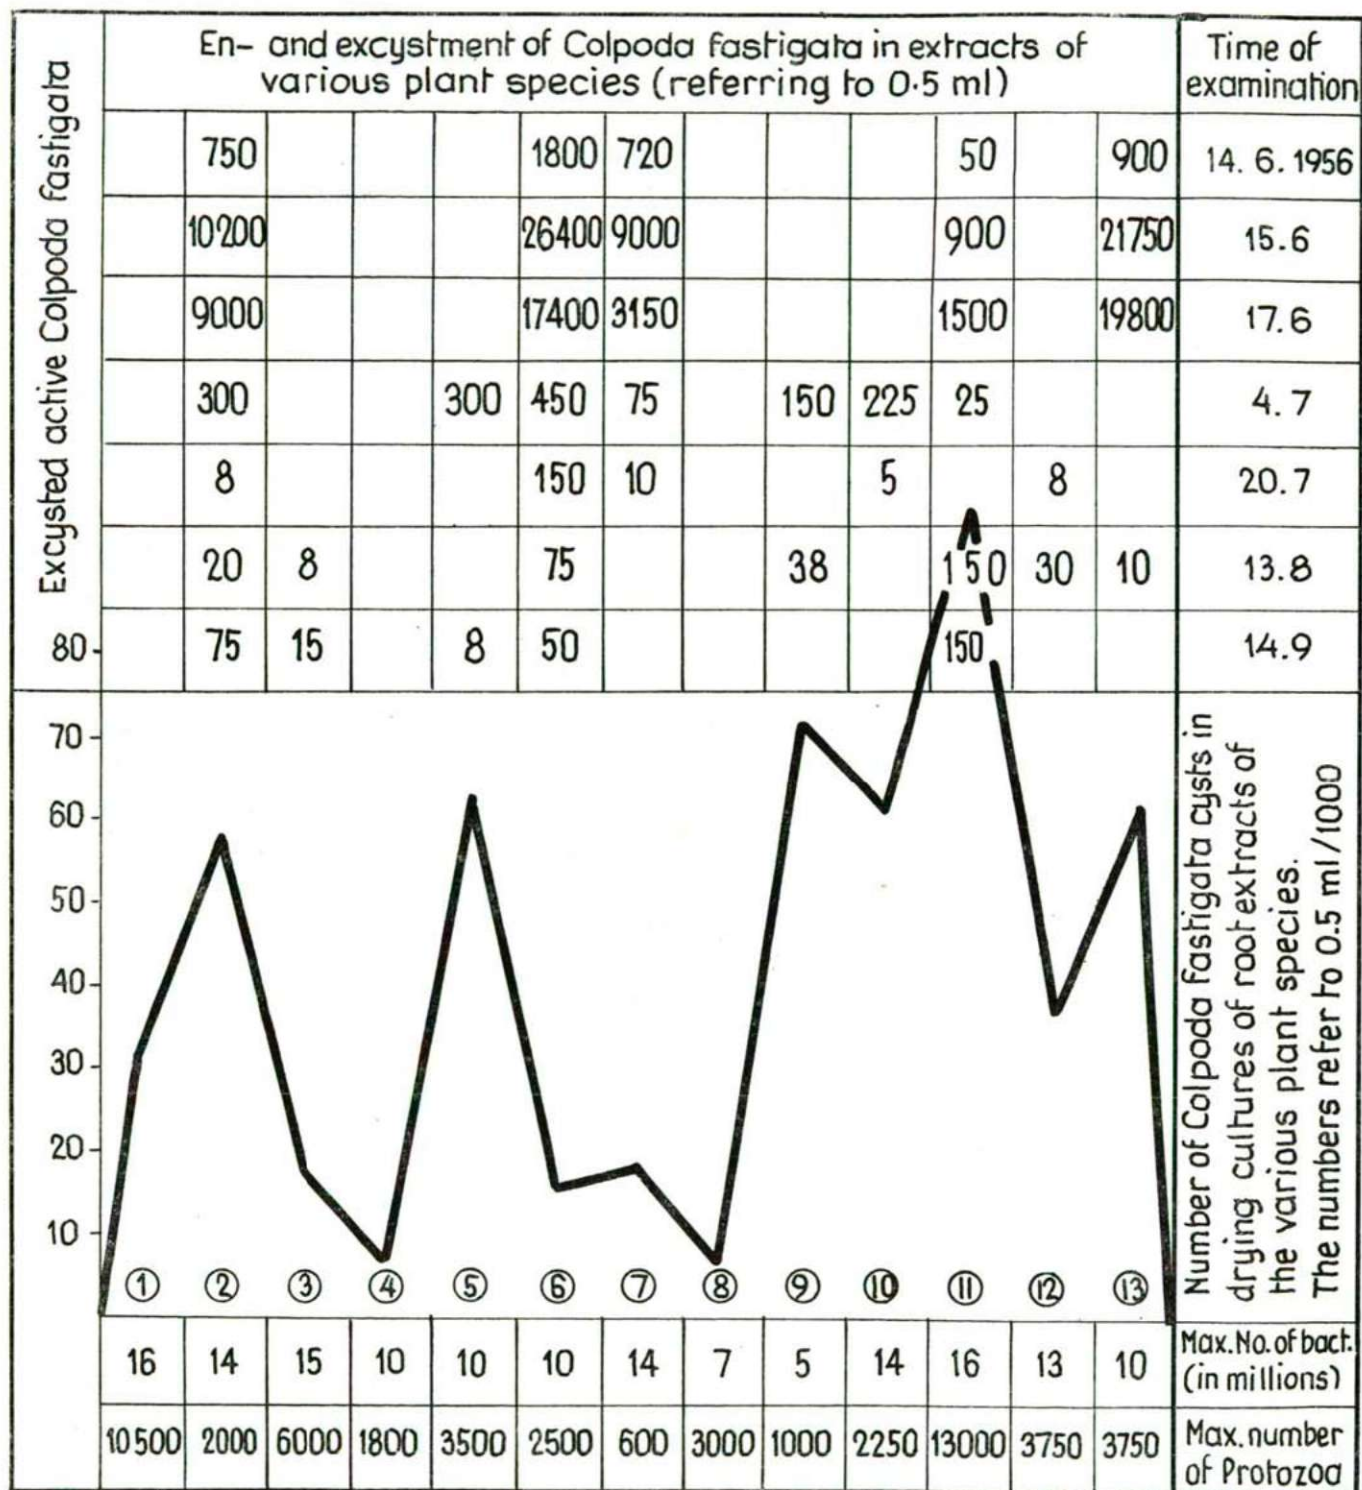 En- and excystment of Colpoda fastigata in extracts of
various plant species (referring to 0.5 ml)
Time of
examination
Excysted active Colpoda fastigata
750 1800 720 50 900 14. 6. 1956
10200 26400 9000 900 21750 15.6
9000 17400 3150 1500 19800 17.6
300 300 450 75 150 225 25 4.7
8 150 10 5 8 20.7
20 8 75 38 150 30 10 13.8
80 75 15 8 50 150 14.9
70
60
50
40
30
20
10
Number of Colpoda fastigata cysts in
drying cultures of root extracts of
the various plant species.
The numbers refer to 0.5 ml/1000
1 2 3 4 5 6 7 8 9 10 11 12 13
16 14 15 10 10 10 14 7 5 14 16 13 10
Max. No. of bact.
(in millions)
10500 2000 6000 1800 3500 2500 600 3000 1000 2250 13000 3750 3750
Max. number
of Protozoa